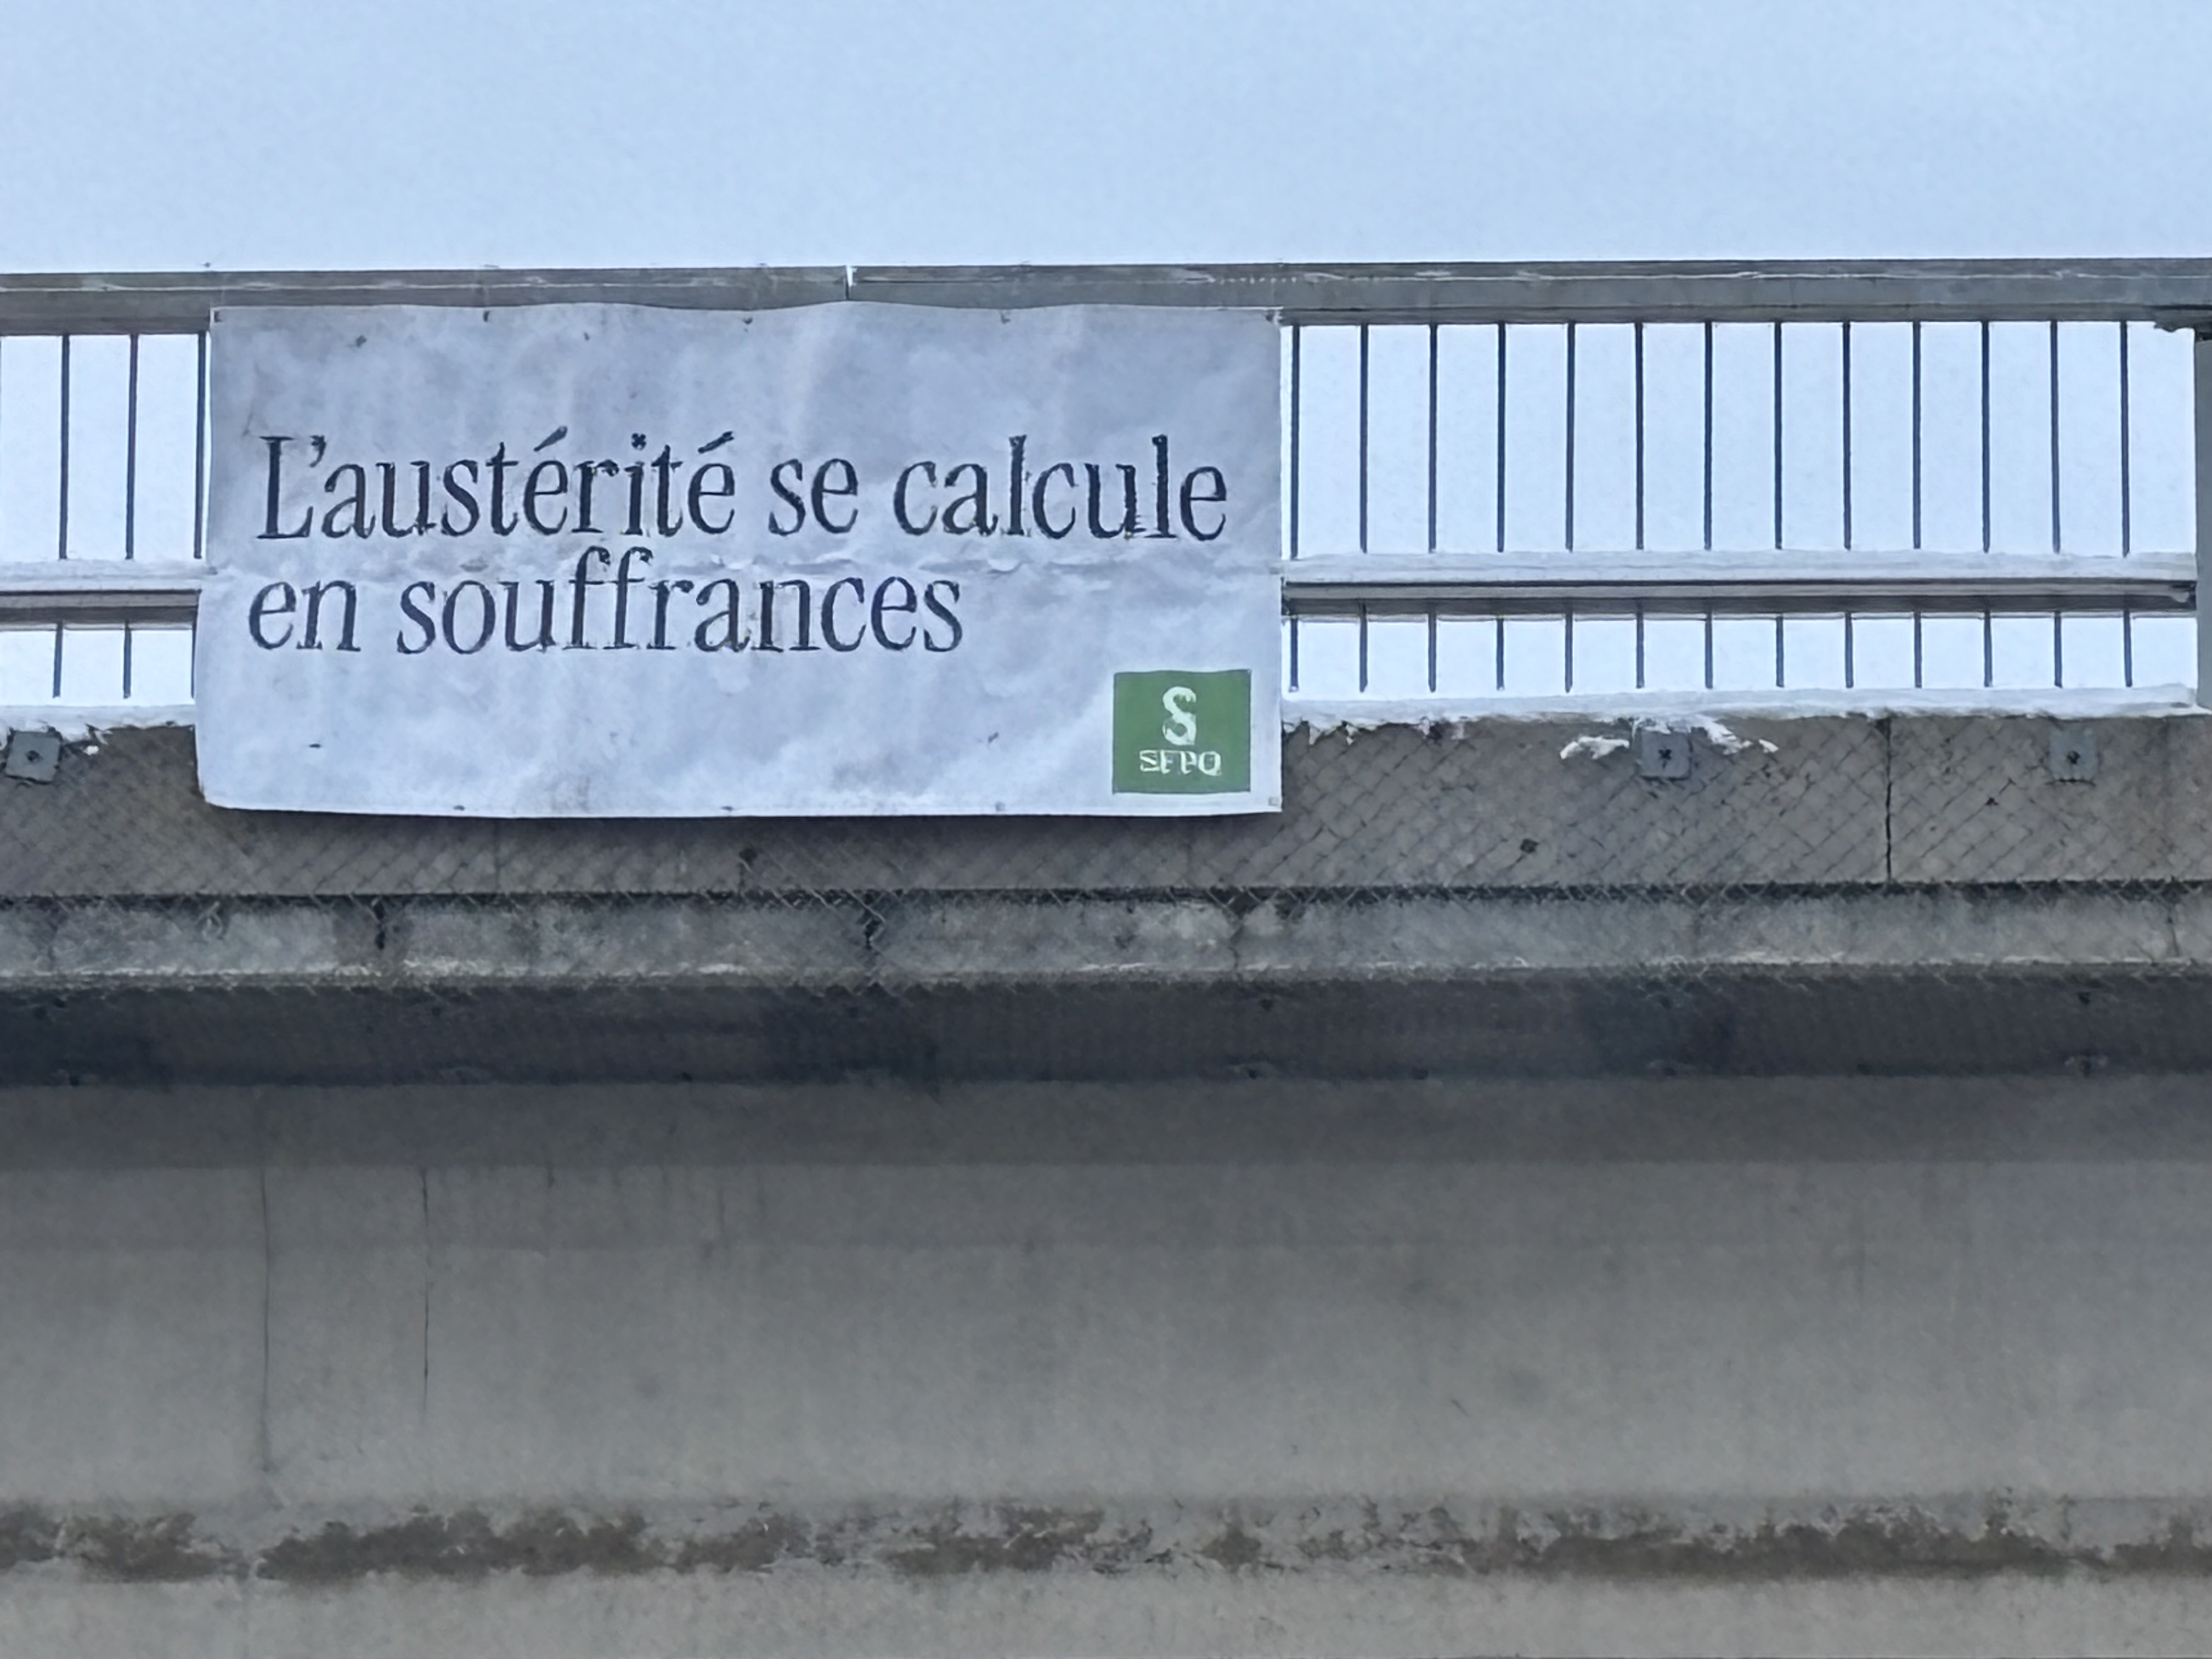 L'austérité se calcule
en souffrances
S
SFPQ